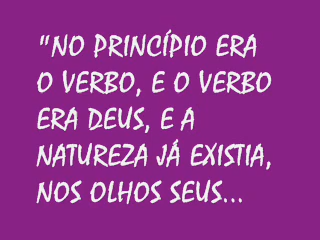 "NO PRINCÍPIO ERA
O VERBO, E O VERBO
ERA DEUS, E A
NATUREZA JÁ EXISTIA,
NOS OLHOS SEUS...